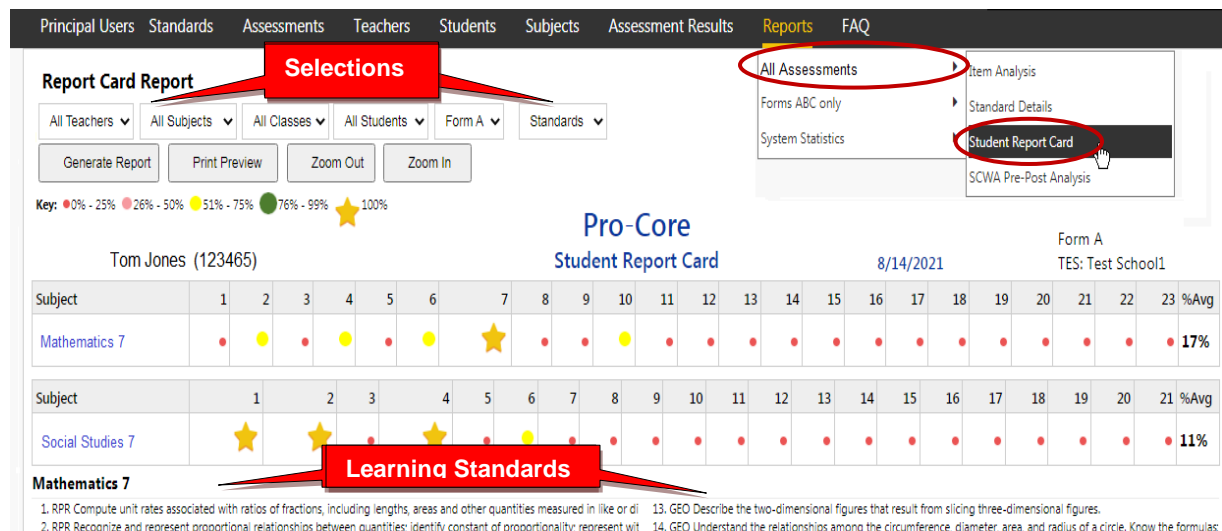 Principal Users Standards Assessments Teachers Students Subjects Assessment Results Reports FAQ
Selections
Report Card Report
All Assessments
Item Analysis
Forms ABC only
Standard Details
System Statistics
Student Report Card
SCWA Pre-Post Analysis
All Teachers All Subjects All Classes All Students Form A Standards
Generate Report Print Preview Zoom Out Zoom In
Key: 0% - 25% 26% - 50% 51% - 75% 76% - 99% 100%
Pro-Core
Form A
Tom Jones (123465) Student Report Card 8/14/2021 TES: Test School1
Subject 1 2 3 4 5 6 7 8 9 10 11 12 13 14 15 16 17 18 19 20 21 22 23 %Avg
Mathematics 7 17%
Subject 1 2 3 4 5 6 7 8 9 10 11 12 13 14 15 16 17 18 19 20 21 %Avg
Social Studies 7 11%
Learning Standards
Mathematics 7
1. RPR Compute unit rates associated with ratios of fractions, including lengths, areas and other quantities measured in like or di
13. GEO Describe the two-dimensional figures that result from slicing three-dimensional figures.
2. RPR Recognize and represent proportional relationships between quantities; identify constant of proportionality; represent wit
14. GEO Understand the relationships among the circumference, diameter, area, and radius of a circle. Know the formulas